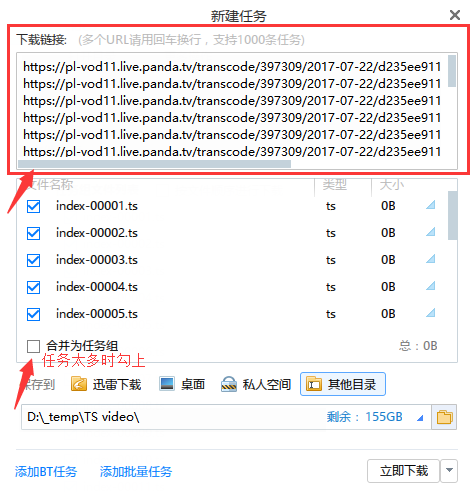 新建任务
下载链接: (多个URL请用回车换行，支持1000条任务)
https://pl-vod11.live.panda.tv/transcode/397309/2017-07-22/d235ee911
https://pl-vod11.live.panda.tv/transcode/397309/2017-07-22/d235ee911
https://pl-vod11.live.panda.tv/transcode/397309/2017-07-22/d235ee911
https://pl-vod11.live.panda.tv/transcode/397309/2017-07-22/d235ee911
https://pl-vod11.live.panda.tv/transcode/397309/2017-07-22/d235ee911
https://pl-vod11.live.panda.tv/transcode/397309/2017-07-22/d235ee911
文件名称 类型 大小
index-00001.ts ts 0B
index-00002.ts ts 0B
index-00003.ts ts 0B
index-00004.ts ts 0B
index-00005.ts ts 0B
合并为任务组 总：0B
任务太多时勾上
保存到 迅雷下载 桌面 私人空间 其他目录
D:\_temp\TS video\ 剩余：155GB
添加BT任务 添加批量任务 立即下载